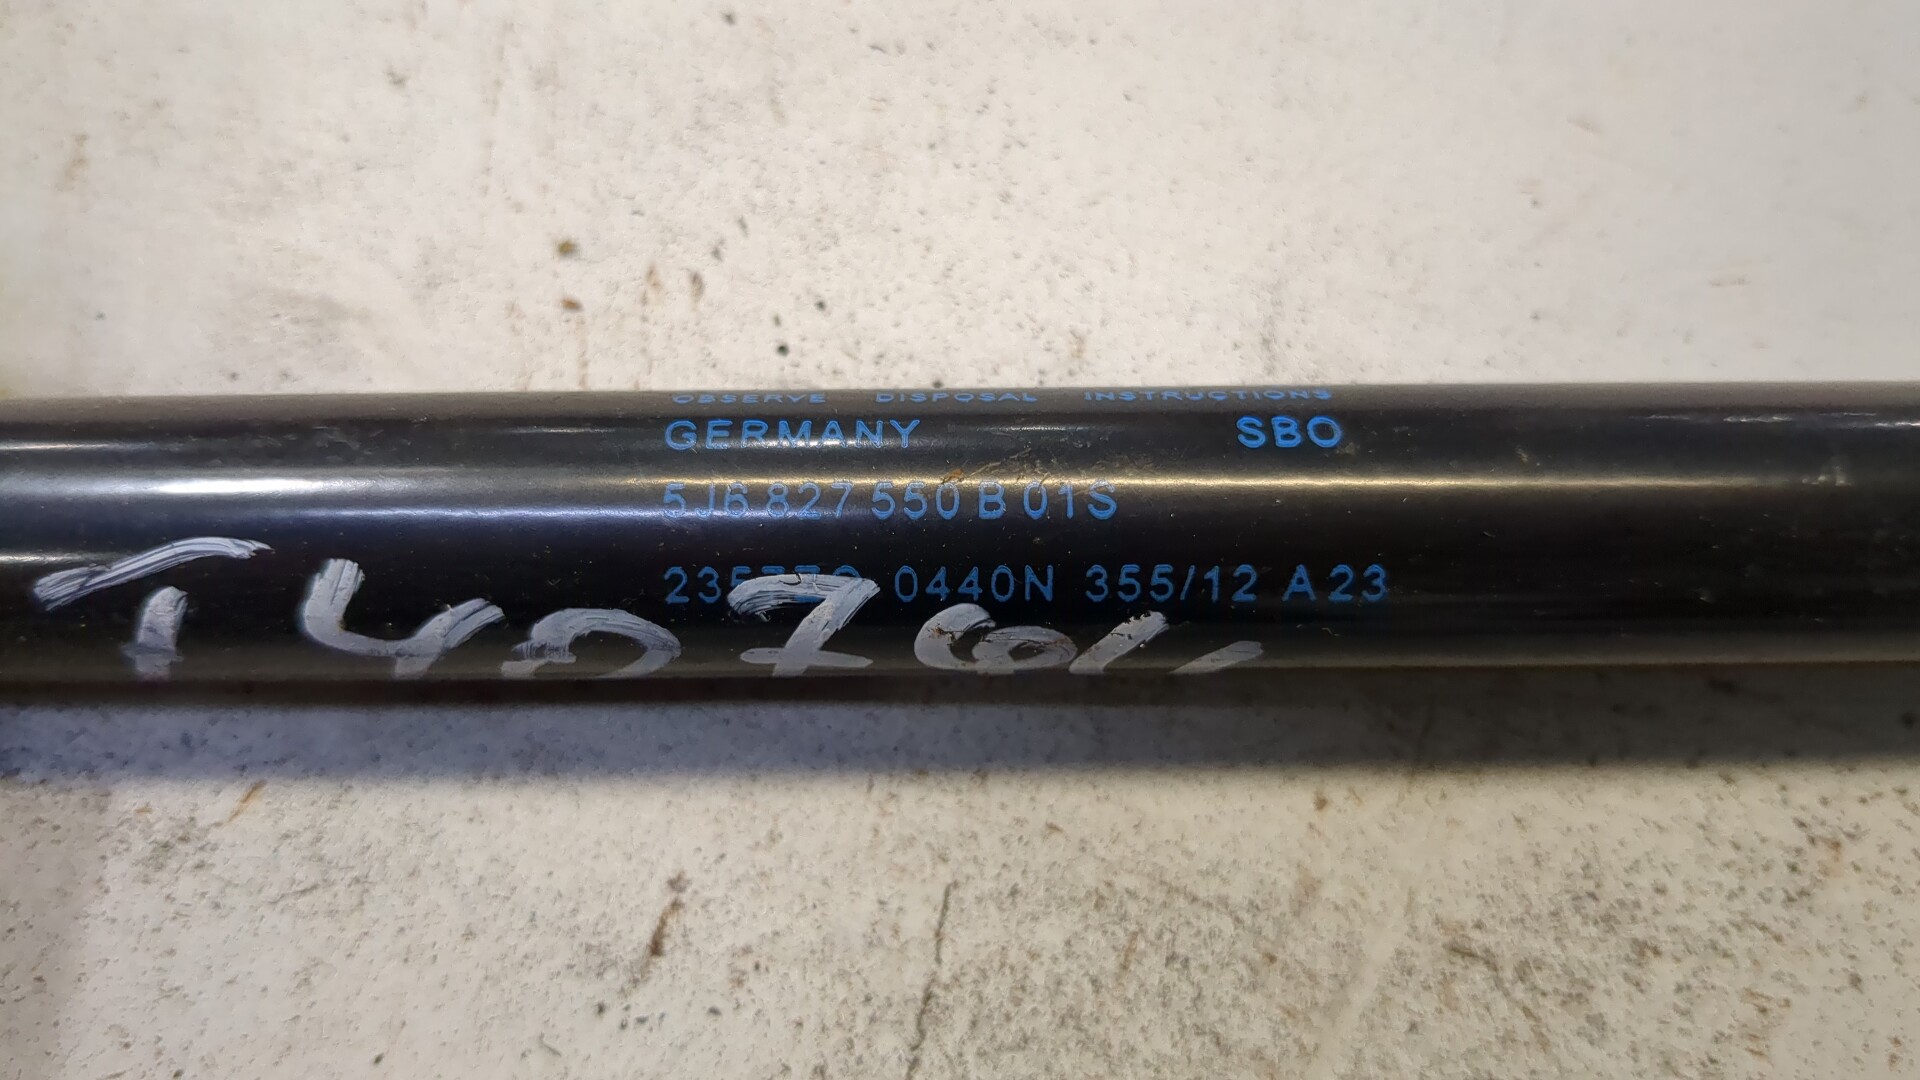 OBSERVE DISPOSAL INSTRUCTIONS
GERMANY SBO
5J6 827 550 B 01S
0440N 355/12 A23